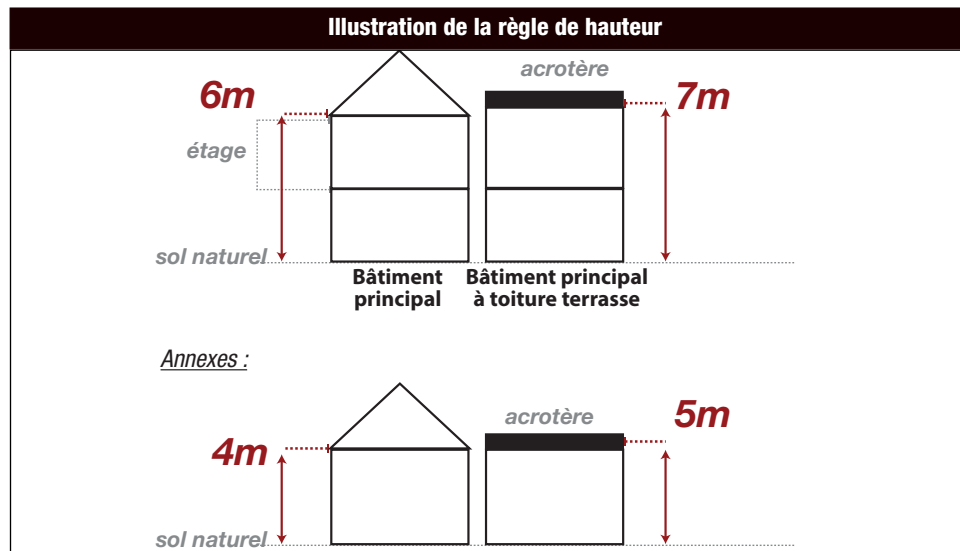 Illustration de la règle de hauteur
acrotère
6m
7m
étage
sol naturel
Bâtiment principal
Bâtiment principal à toiture terrasse
Annexes :
acrotère
5m
4m
sol naturel